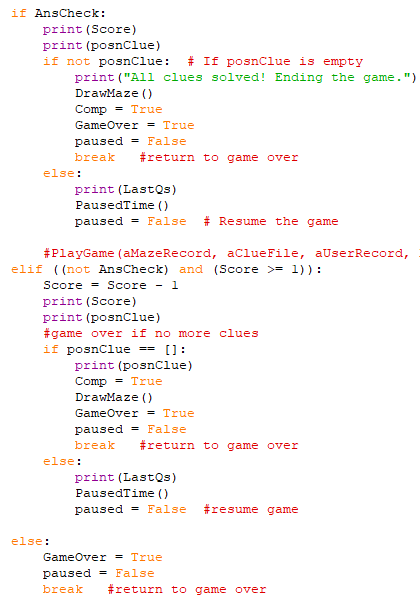 if AnsCheck:
    print(Score)
    print(posnClue)
    if not posnClue:  # If posnClue is empty
        print("All clues solved! Ending the game.")
        DrawMaze()
        Comp = True
        GameOver = True
        paused = False
        break   #return to game over
    else:
        print(LastQs)
        PausedTime()
        paused = False  # Resume the game
    #PlayGame(aMazeRecord, aClueFile, aUserRecord,
elif ((not AnsCheck) and (Score >= 1)):
    Score = Score - 1
    print(Score)
    print(posnClue)
    #game over if no more clues
    if posnClue == []:
        print(posnClue)
        Comp = True
        DrawMaze()
        GameOver = True
        paused = False
        break   #return to game over
    else:
        print(LastQs)
        PausedTime()
        paused = False  #resume game
else:
    GameOver = True
    paused = False
    break   #return to game over